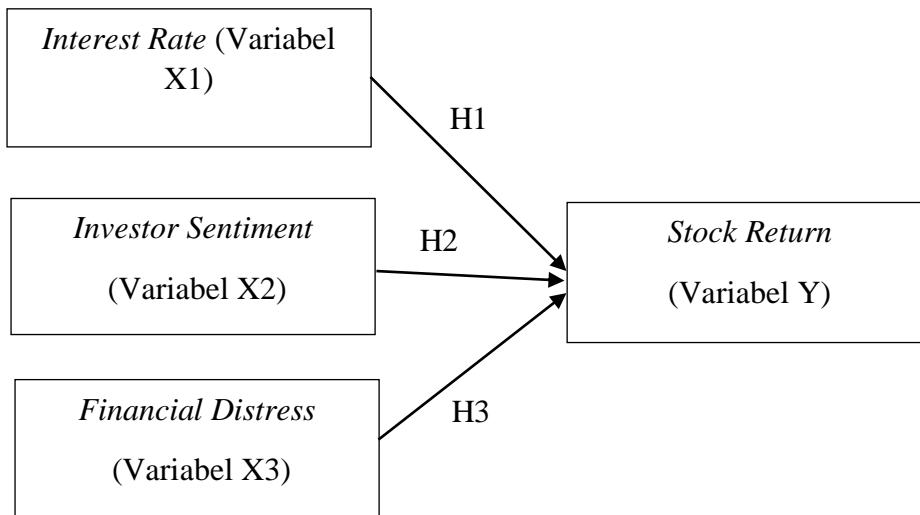 Interest Rate (Variabel
X1)
H1
Investor Sentiment
(Variabel X2)
H2
Stock Return
(Variabel Y)
Financial Distress
(Variabel X3)
H3